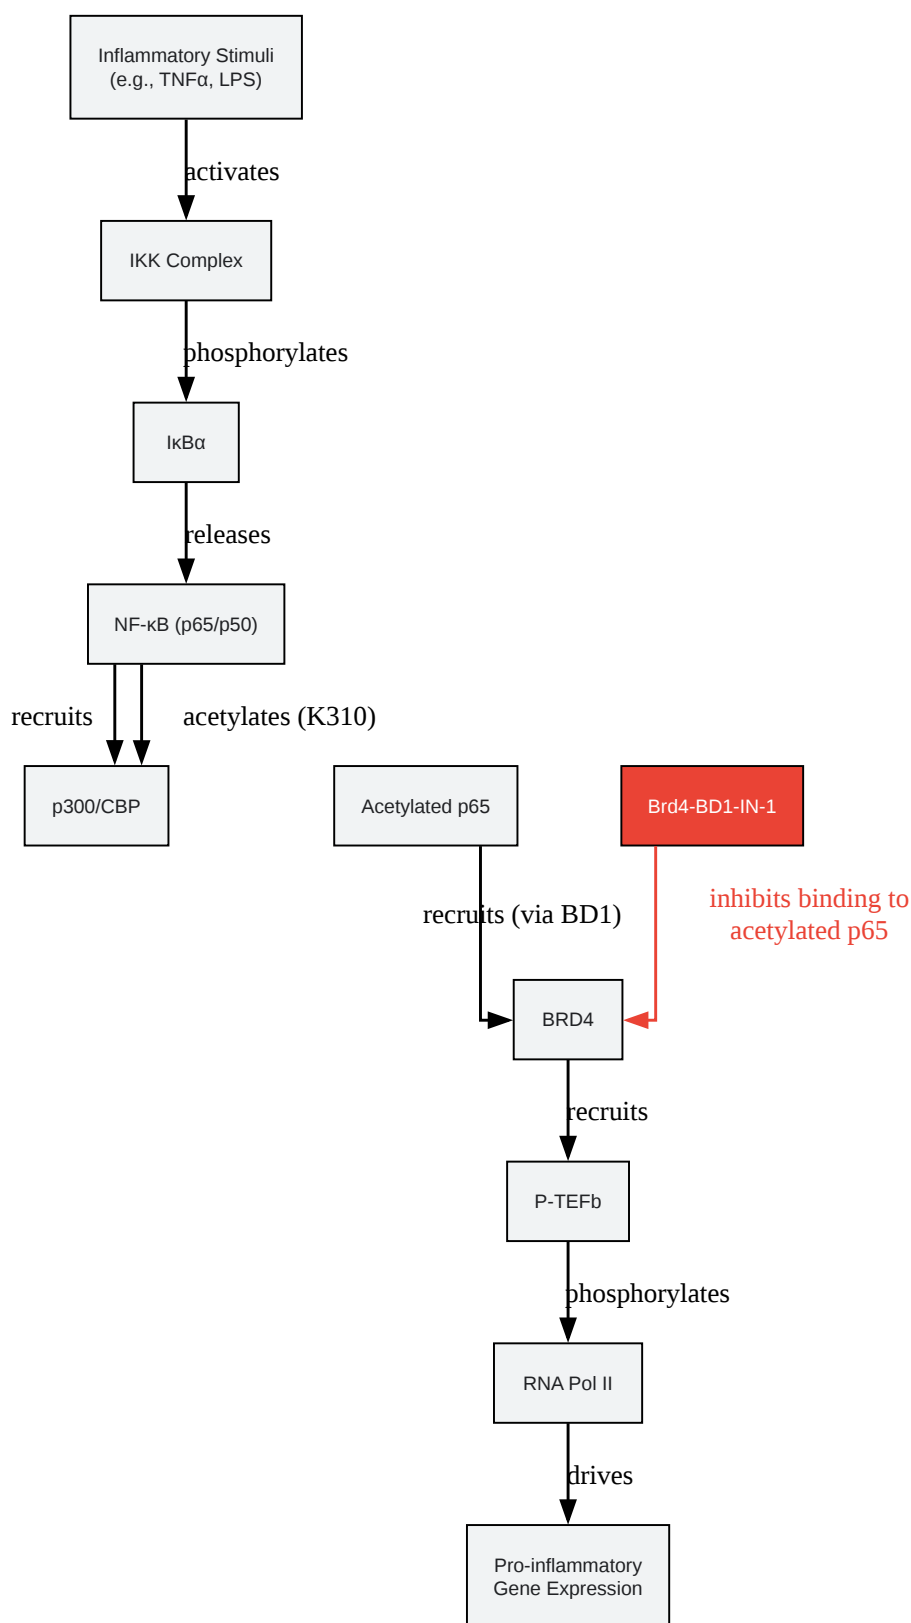 Inflammatory Stimuli
(e.g., TNFα, LPS)
activates
IKK Complex
phosphorylates
IκBα
releases
NF-κB (p65/p50)
recruits
acetylates (K310)
p300/CBP
Acetylated p65
Brd4-BD1-IN-1
recruits (via BD1)
inhibits binding to
acetylated p65
BRD4
recruits
P-TEFb
phosphorylates
RNA Pol II
drives
Pro-inflammatory
Gene Expression